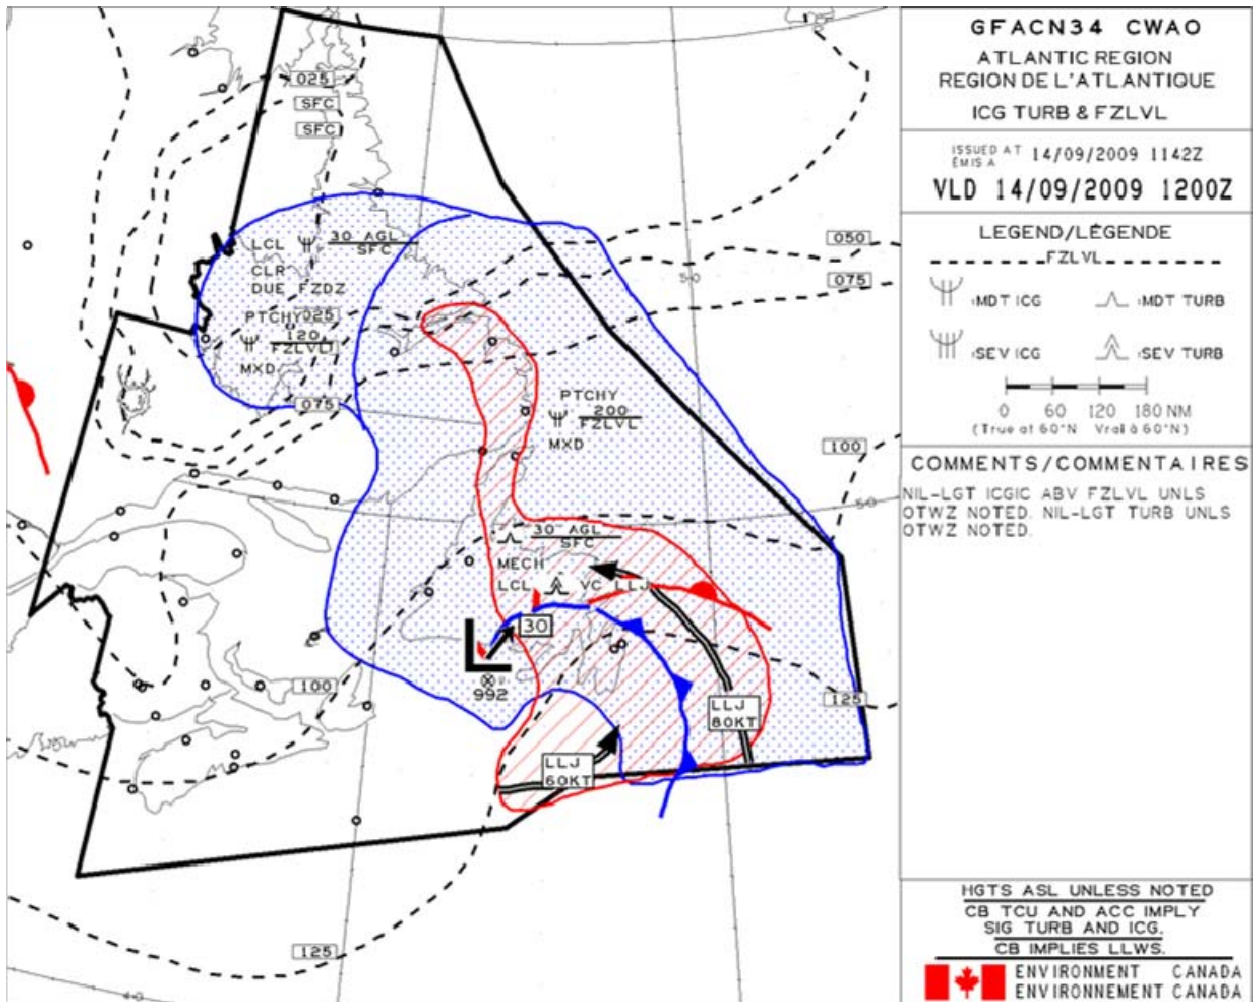 GFACN34 CWAO
ATLANTIC REGION
REGION DE L'ATLANTIQUE
ICG TURB & FZLVL
ISSUED AT 14/09/2009 1142Z
EMIS A
VLD 14/09/2009 1200Z
LEGEND/LÉGENDE
FZLVL
:MDT ICG :MDT TURB
:SEV ICG :SEV TURB
0 60 120 180 NM
(True at 60°N Vrai à 60°N)
COMMENTS/COMMENTAIRES
NIL-LGT ICGIC ABV FZLVL UNLS
OTWZ NOTED. NIL-LGT TURB UNLS
OTWZ NOTED.
HGTS ASL UNLESS NOTED
CB TCU AND ACC IMPLY
SIG TURB AND ICG.
CB IMPLIES LLWS.
ENVIRONMENT CANADA
ENVIRONNEMENT CANADA
025
SFC
SFC
LCL 30 AGL
SFC
CLR
DUE FZDZ
PTCHY 025
120
FZLVL
MXD
075
050
075
50
PTCHY
200
FZLVL
MXD
100
50
30 AGL
SFC
MECH
LCL VC LLJ
30
L
992
100
125
LLJ
80KT
LLJ
60KT
125
40